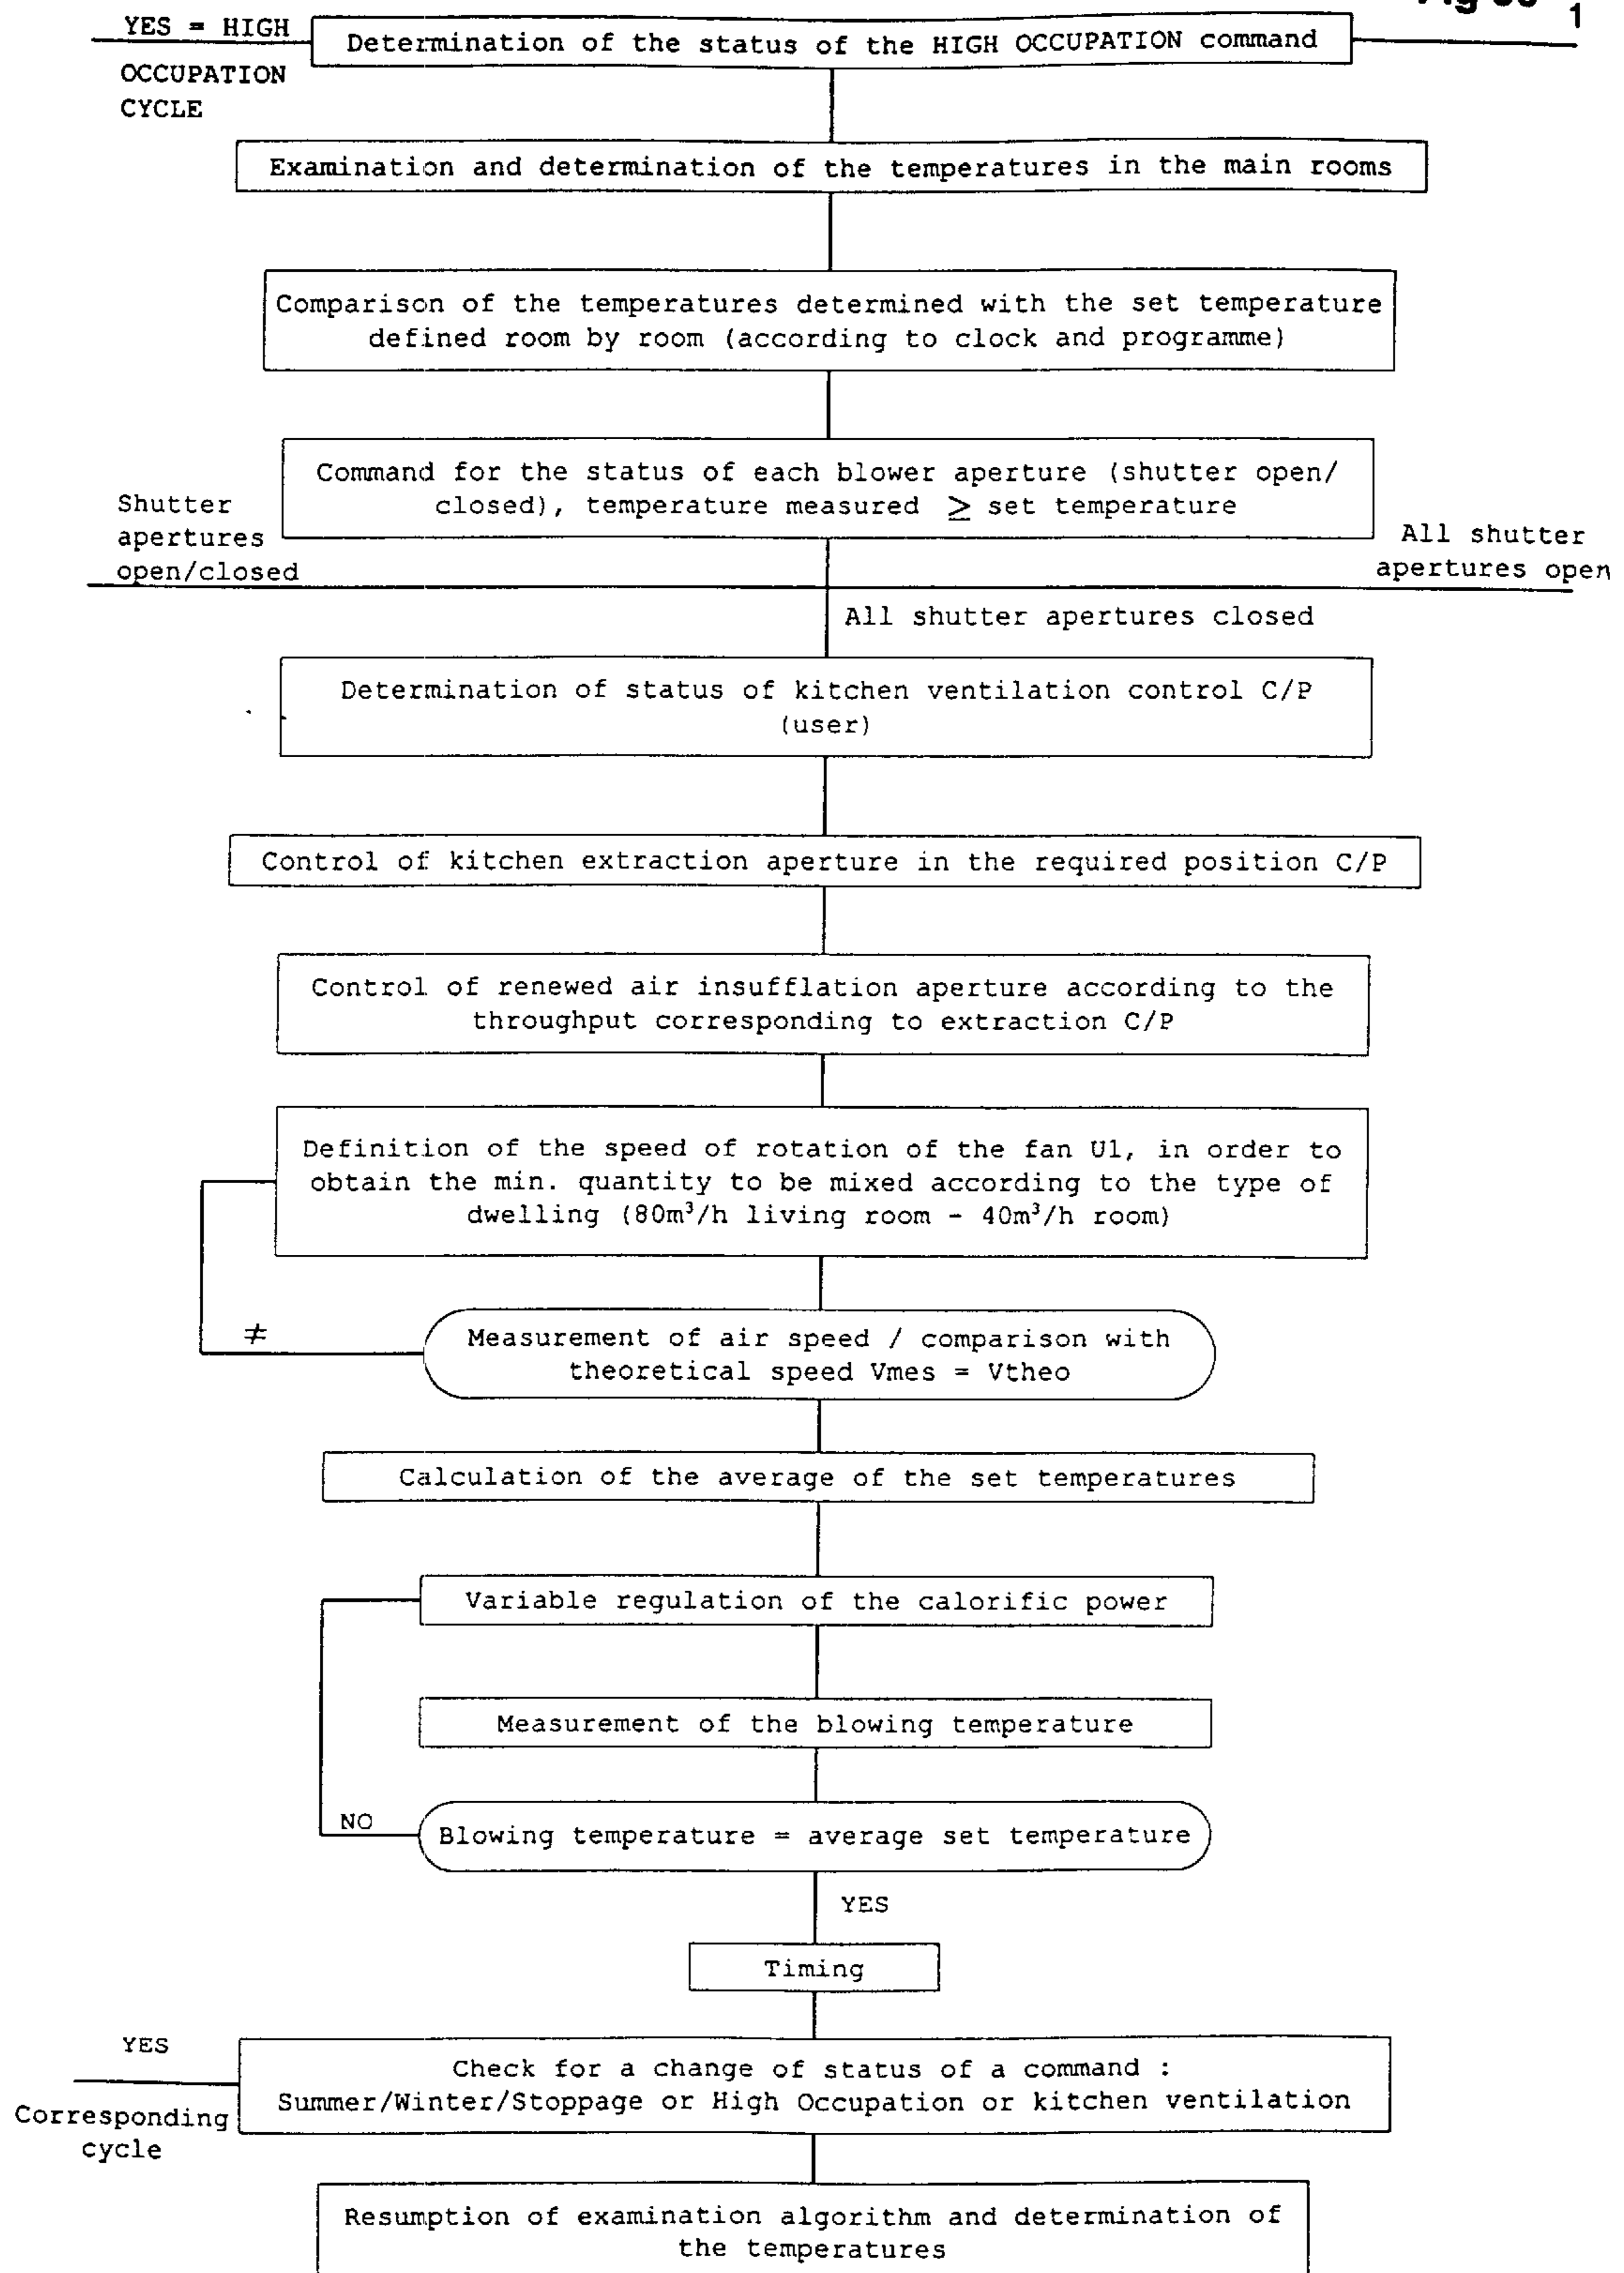 1
YES = HIGH
OCCUPATION
CYCLE
Determination of the status of the HIGH OCCUPATION command
Examination and determination of the temperatures in the main rooms
Comparison of the temperatures determined with the set temperature
defined room by room (according to clock and programme)
Command for the status of each blower aperture (shutter open/
closed), temperature measured ≥ set temperature
Shutter
apertures
open/closed
All shutter
apertures open
All shutter apertures closed
Determination of status of kitchen ventilation control C/P
(user)
Control of kitchen extraction aperture in the required position C/P
Control of renewed air insufflation aperture according to the
throughput corresponding to extraction C/P
Definition of the speed of rotation of the fan U1, in order to
obtain the min. quantity to be mixed according to the type of
dwelling (80m³/h living room - 40m³/h room)
≠
Measurement of air speed / comparison with
theoretical speed Vmes = Vtheo
Calculation of the average of the set temperatures
Variable regulation of the calorific power
Measurement of the blowing temperature
NO
Blowing temperature = average set temperature
YES
Timing
YES
Corresponding
cycle
Check for a change of status of a command :
Summer/Winter/Stoppage or High Occupation or kitchen ventilation
Resumption of examination algorithm and determination of
the temperatures